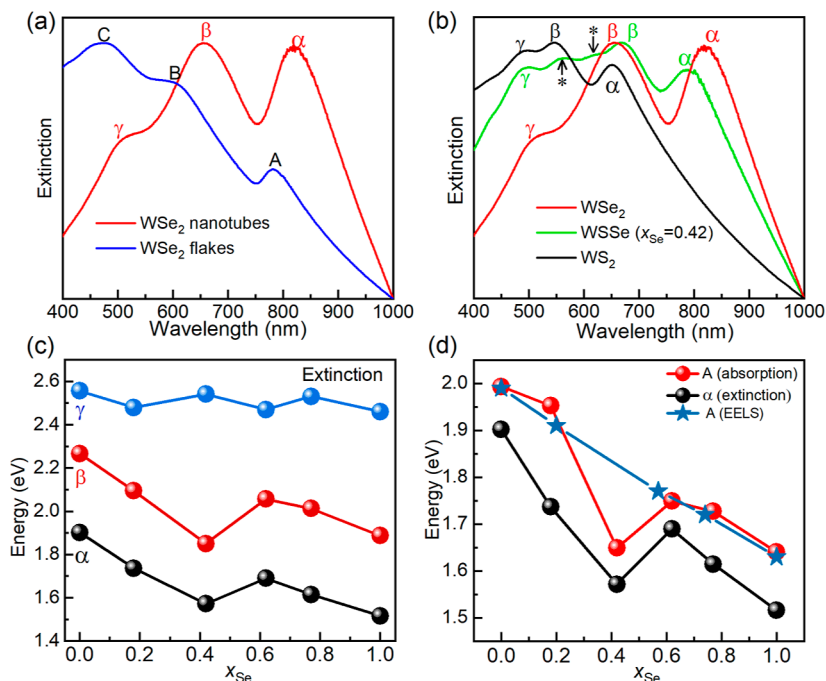 (a)
C
B
A
γ
β
α
Extinction
WSe₂ nanotubes
WSe₂ flakes
400 500 600 700 800 900 1000
Wavelength (nm)
(b)
γ
β
α
γ
*
*
β
α
γ
β
α
Extinction
WSe₂
WSSe (x_Se=0.42)
WS₂
400 500 600 700 800 900 1000
Wavelength (nm)
(c)
Extinction
γ
β
α
Energy (eV)
2.6
2.4
2.2
2.0
1.8
1.6
1.4
0.0 0.2 0.4 0.6 0.8 1.0
x_Se
(d)
A (absorption)
α (extinction)
A (EELS)
Energy (eV)
2.0
1.9
1.8
1.7
1.6
1.5
0.0 0.2 0.4 0.6 0.8 1.0
x_Se